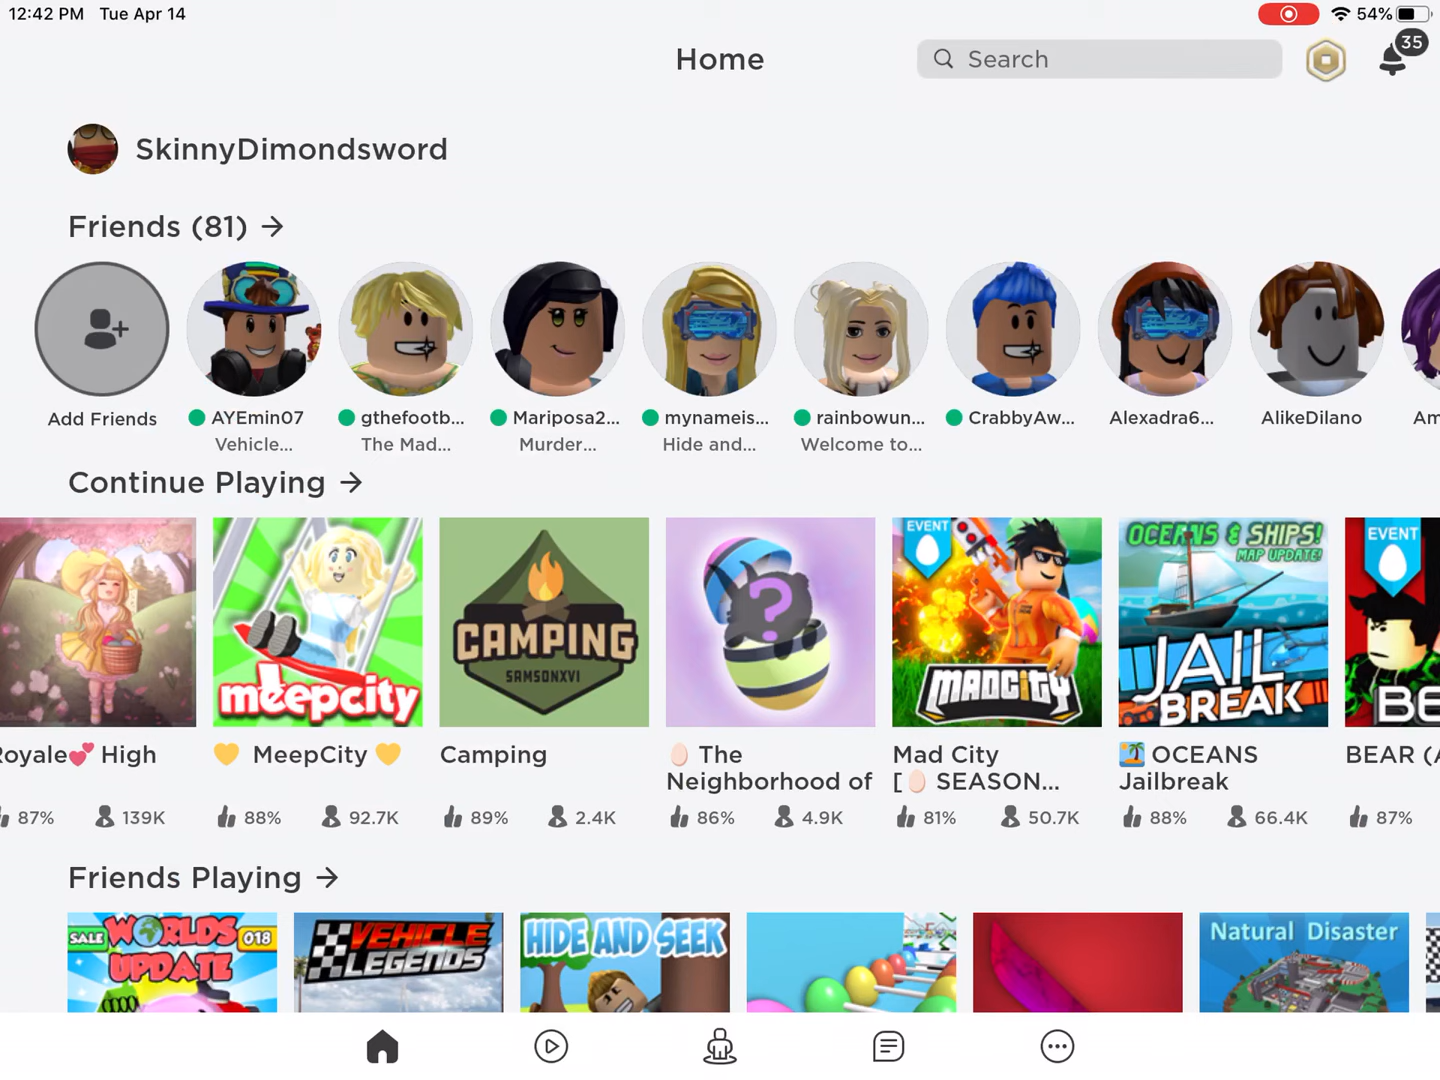 12:42 PM Tue Apr 14
54%
Home
Search
35
SkinnyDimondsword
Friends (81) →
Add Friends
AYEmin07
Vehicle...
gthefootb...
The Mad...
Mariposa2...
Murder...
mynameis...
Hide and...
rainbowun...
Welcome to...
CrabbyAw...
Alexadra6...
AlikeDilano
Am
Continue Playing →
meepcity
CAMPING
SAMSONXVI
?
EVENT
MADCITY
OCEANS & SHIPS!
MAP UPDATE!
JAIL
BREAK
EVENT
BE
Royale💕 High
87% 139K
💛 MeepCity 💛
88% 92.7K
Camping
89% 2.4K
🥚 The
Neighborhood of
86% 4.9K
Mad City
[🥚 SEASON...
81% 50.7K
🏝️ OCEANS
Jailbreak
88% 66.4K
BEAR (A
87%
Friends Playing →
SALE WORLDS 018
UPDATE
VEHICLE
LEGENDS
HIDE AND SEEK
Natural Disaster